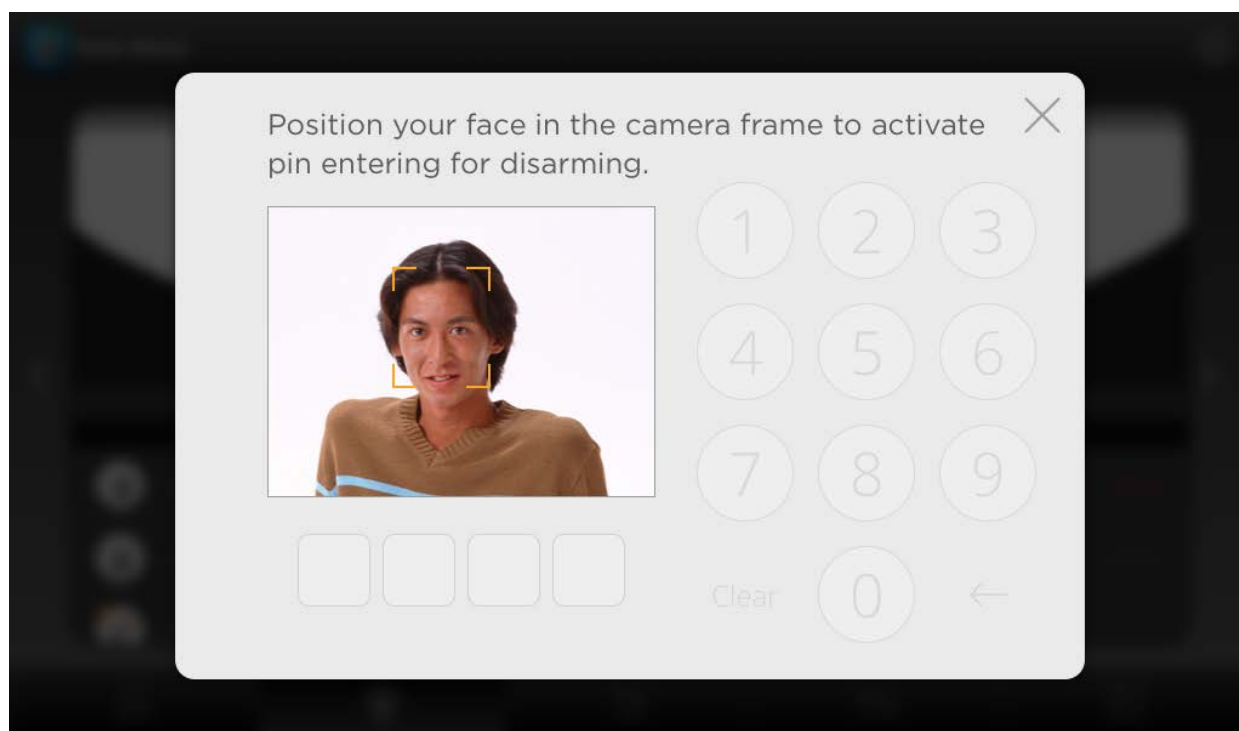 Position your face in the camera frame to activate
pin entering for disarming.
1 2 3
4 5 6
7 8 9
Clear 0